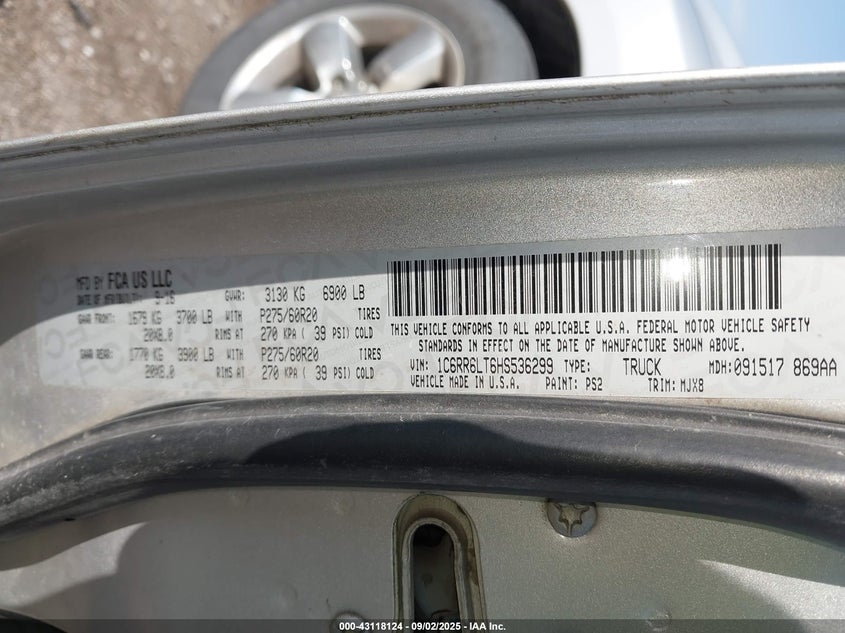 MFD BY FCA US LLC
DATE OF MFR/BUILT: 9-16 GVWR: 3130 KG 6900 LB
GAWR FRONT: 1679 KG 3700 LB WITH P275/60R20 TIRES
20X8.0 RIMS AT 270 KPA ( 39 PSI) COLD
GAWR REAR: 1770 KG 3900 LB WITH P275/60R20 TIRES
20X8.0 RIMS AT 270 KPA ( 39 PSI) COLD
THIS VEHICLE CONFORMS TO ALL APPLICABLE U.S.A. FEDERAL MOTOR VEHICLE SAFETY
STANDARDS IN EFFECT ON THE DATE OF MANUFACTURE SHOWN ABOVE.
VIN: 1C6RR6LT6HS536299 TYPE: TRUCK MDH: 091517 869AA
VEHICLE MADE IN U.S.A. PAINT: PS2 TRIM: MJX8
000-43118124 - 09/02/2025 - IAA Inc.